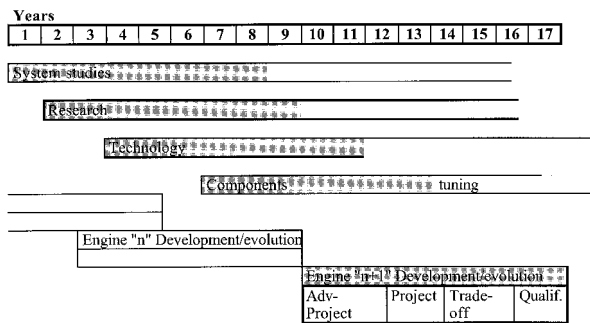 Years
1 2 3 4 5 6 7 8 9 10 11 12 13 14 15 16 17
System studies
Research
Technology
Components tuning
Engine "n" Development/evolution
Engine "n+1" Development/evolution
Adv- Project Trade- Qualif.
Project off